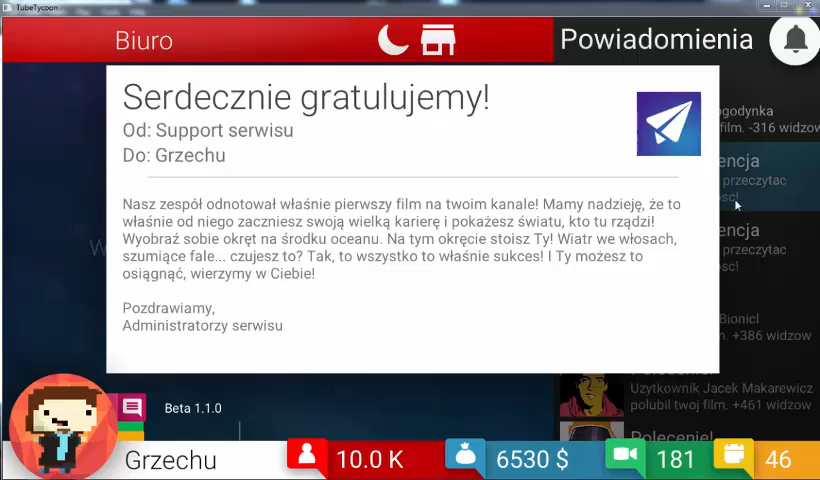 TubeTycoon
Biuro
Powiadomienia
Serdecznie gratulujemy!
Od: Support serwisu
Do: Grzechu
Nasz zespół odnotował właśnie pierwszy film na twoim kanale! Mamy nadzieję, że to
właśnie od niego zaczniesz swoją wielką karierę i pokażesz światu, kto tu rządzi!
Wyobraź sobie okręt na środku oceanu. Na tym okręcie stoisz Ty! Wiatr we włosach,
szumiące fale... czujesz to? Tak, to wszystko to właśnie sukces! I Ty możesz to
osiągnąć, wierzymy w Ciebie!
Pozdrawiamy,
Administratorzy serwisu
ogodynka
film. -316 widzow
encja
przeczytac
osc!
encja
przeczytac
osc!
Bionicl
+386 widzow
Uzytkownik Jacek Makarewicz
polubil twoj film. +461 widzow
Polecenie!
Beta 1.1.0
Grzechu
10.0 K
6530 $
181
46